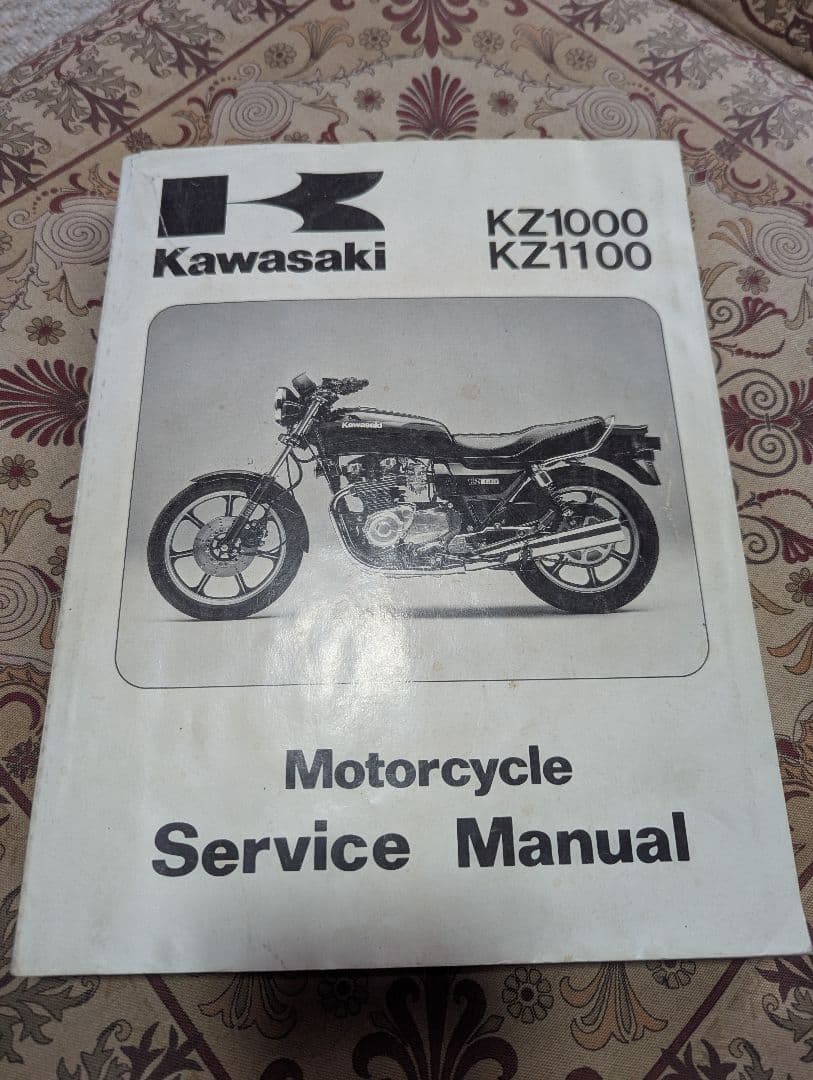 Kawasaki
KZ1000
KZ1100
Kawasaki
Motorcycle
Service Manual